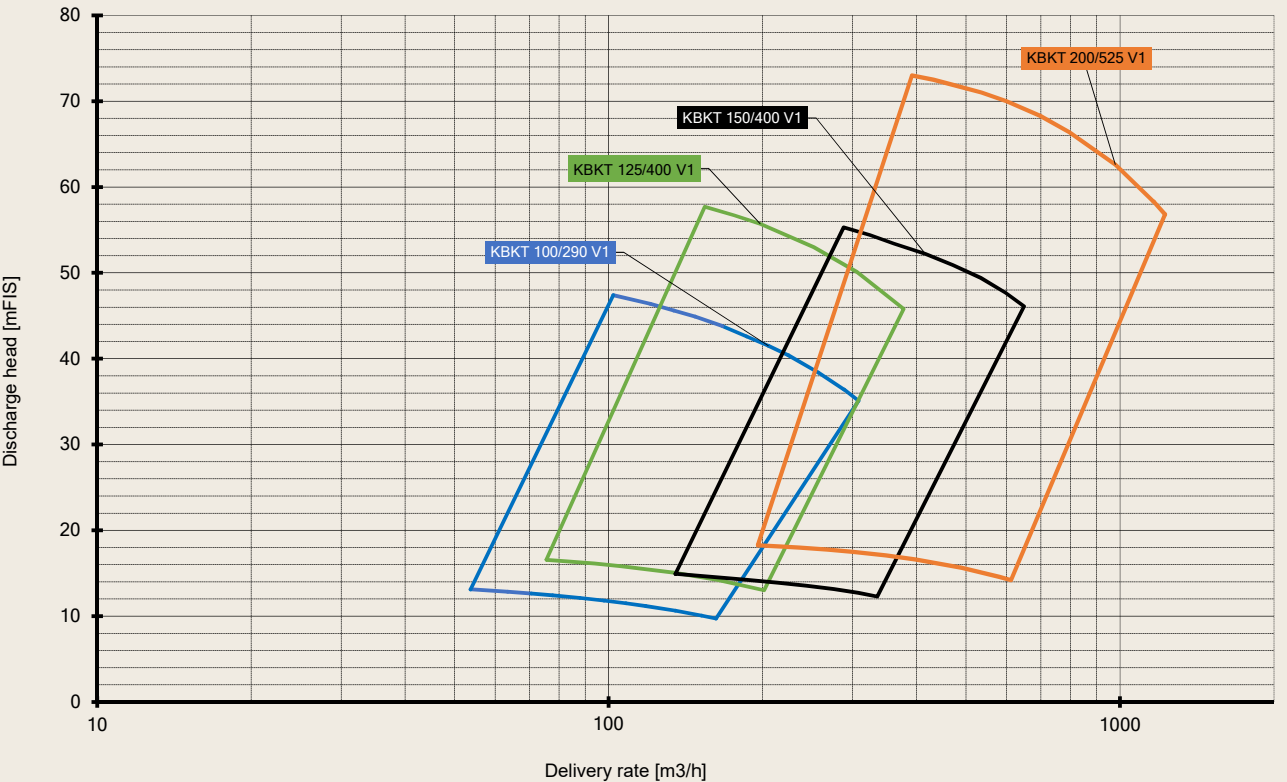 80
KBKT 200/525 V1
70
KBKT 150/400 V1
60
KBKT 125/400 V1
50
KBKT 100/290 V1
Discharge head [mFIS]
40
30
20
10
0
10
100
1000
Delivery rate [m3/h]